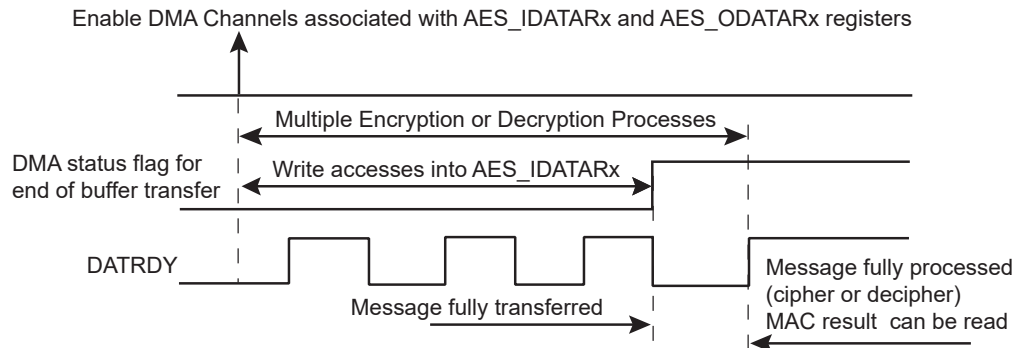 Enable DMA Channels associated with AES_IDATARx and AES_ODATARx registers
Multiple Encryption or Decryption Processes
DMA status flag for
end of buffer transfer
Write accesses into AES_IDATARx
DATRDY
Message fully transferred
Message fully processed
(cipher or decipher)
MAC result can be read